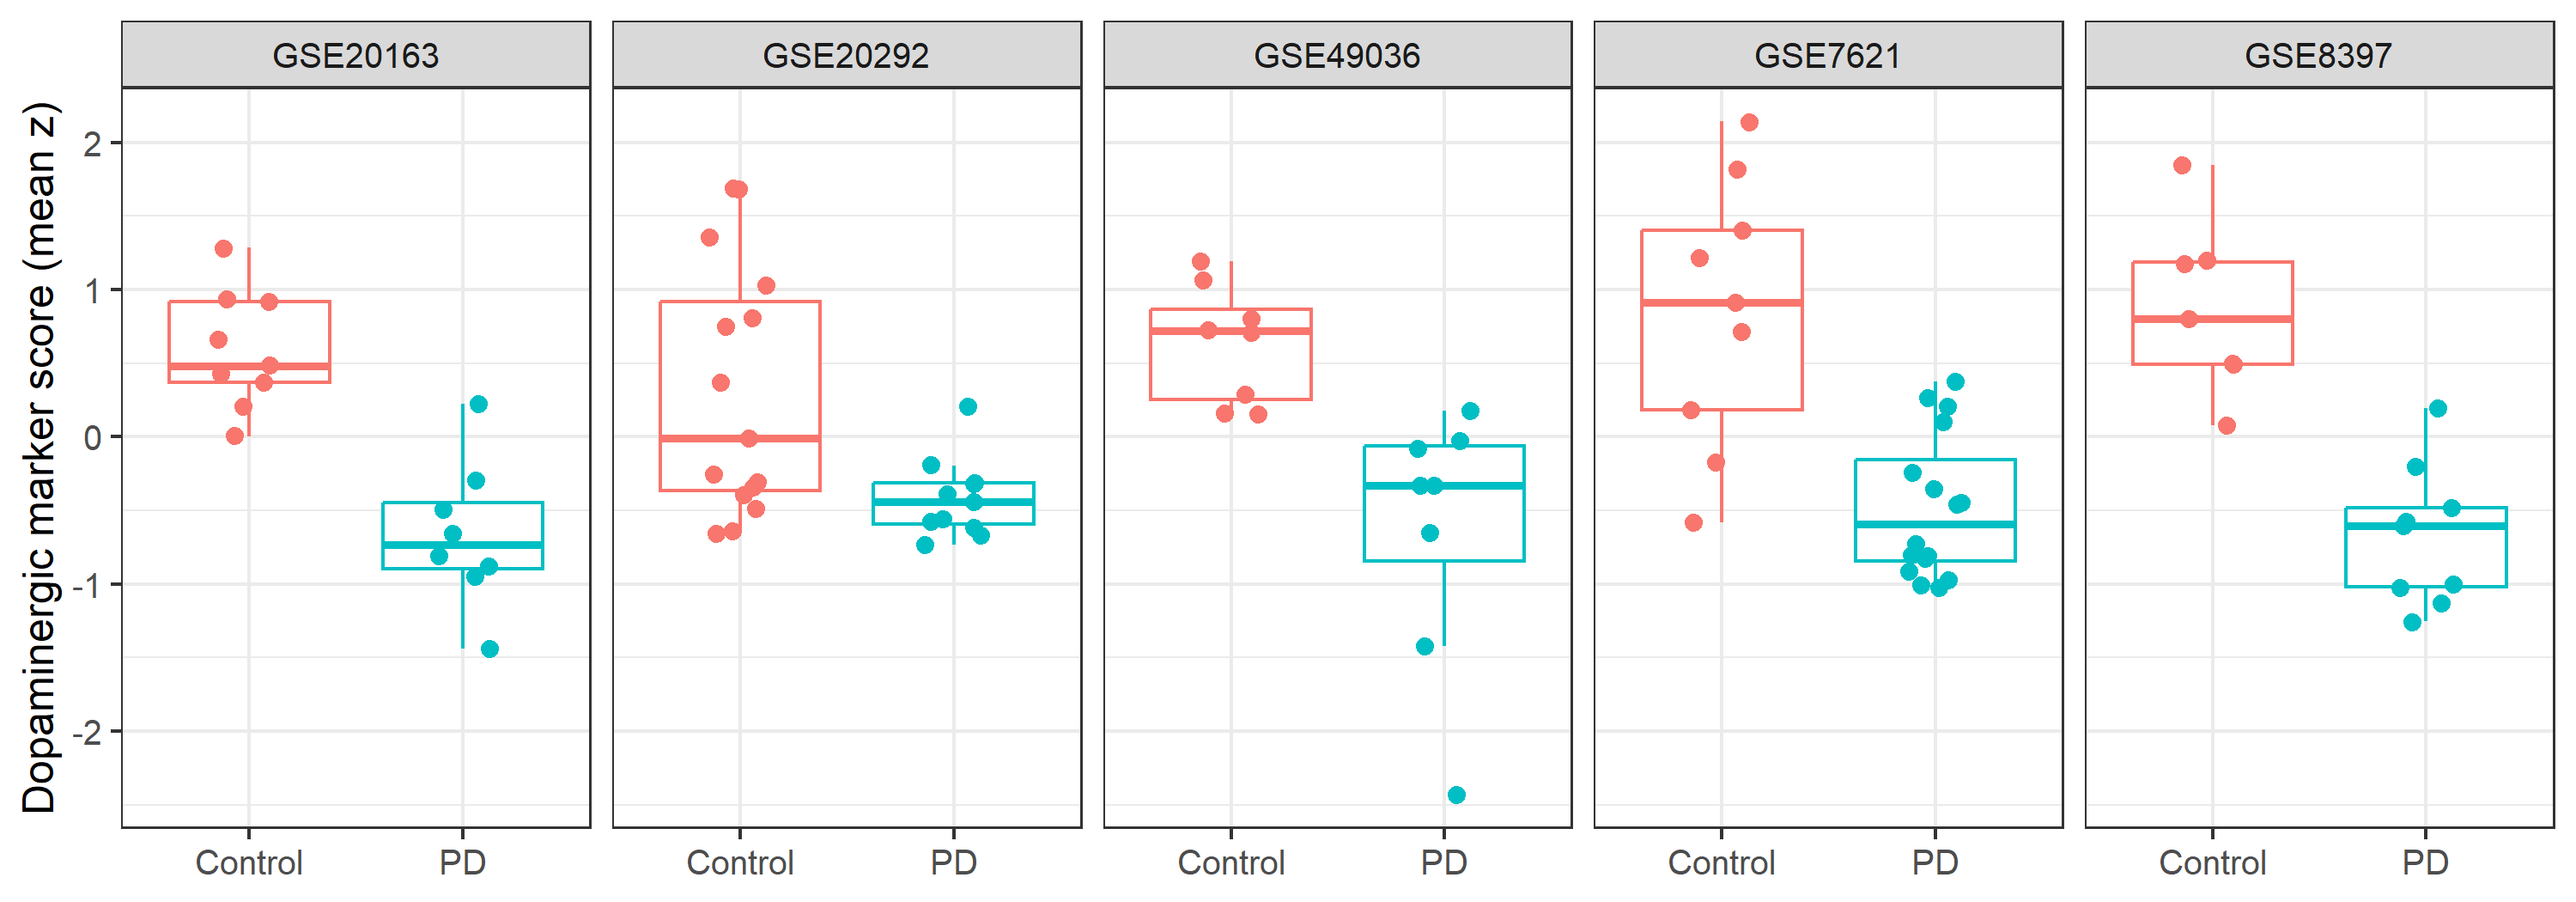 GSE20163 GSE20292 GSE49036 GSE7621 GSE8397
Dopaminergic marker score (mean z)
2
1
0
-1
-2
Control PD Control PD Control PD Control PD Control PD